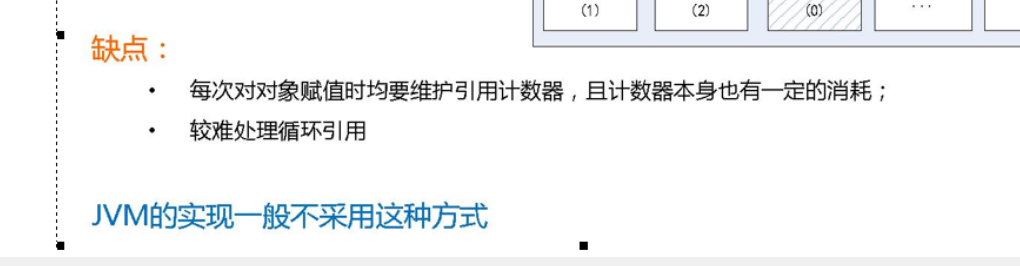 (1) (2) (0) ...
缺点：
• 每次对对象赋值时均要维护引用计数器，且计数器本身也有一定的消耗；
• 较难处理循环引用
JVM的实现一般不采用这种方式